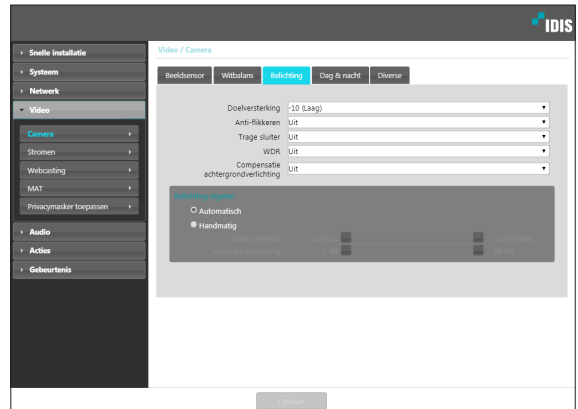 IDIS
Snelle installatie
Systeem
Netwerk
Video
Camera
Stromen
Webcasting
MAT
Privacymasker toepassen
Audio
Acties
Gebeurtenis
Video / Camera
Beeldsensor Witbalans Belichting Dag & nacht Diverse
Doelversterking -10 (Laag)
Anti-flikkeren Uit
Trage sluiter Uit
WDR Uit
Compensatie
achtergrondverlichting Uit
Automatisch
Handmatig